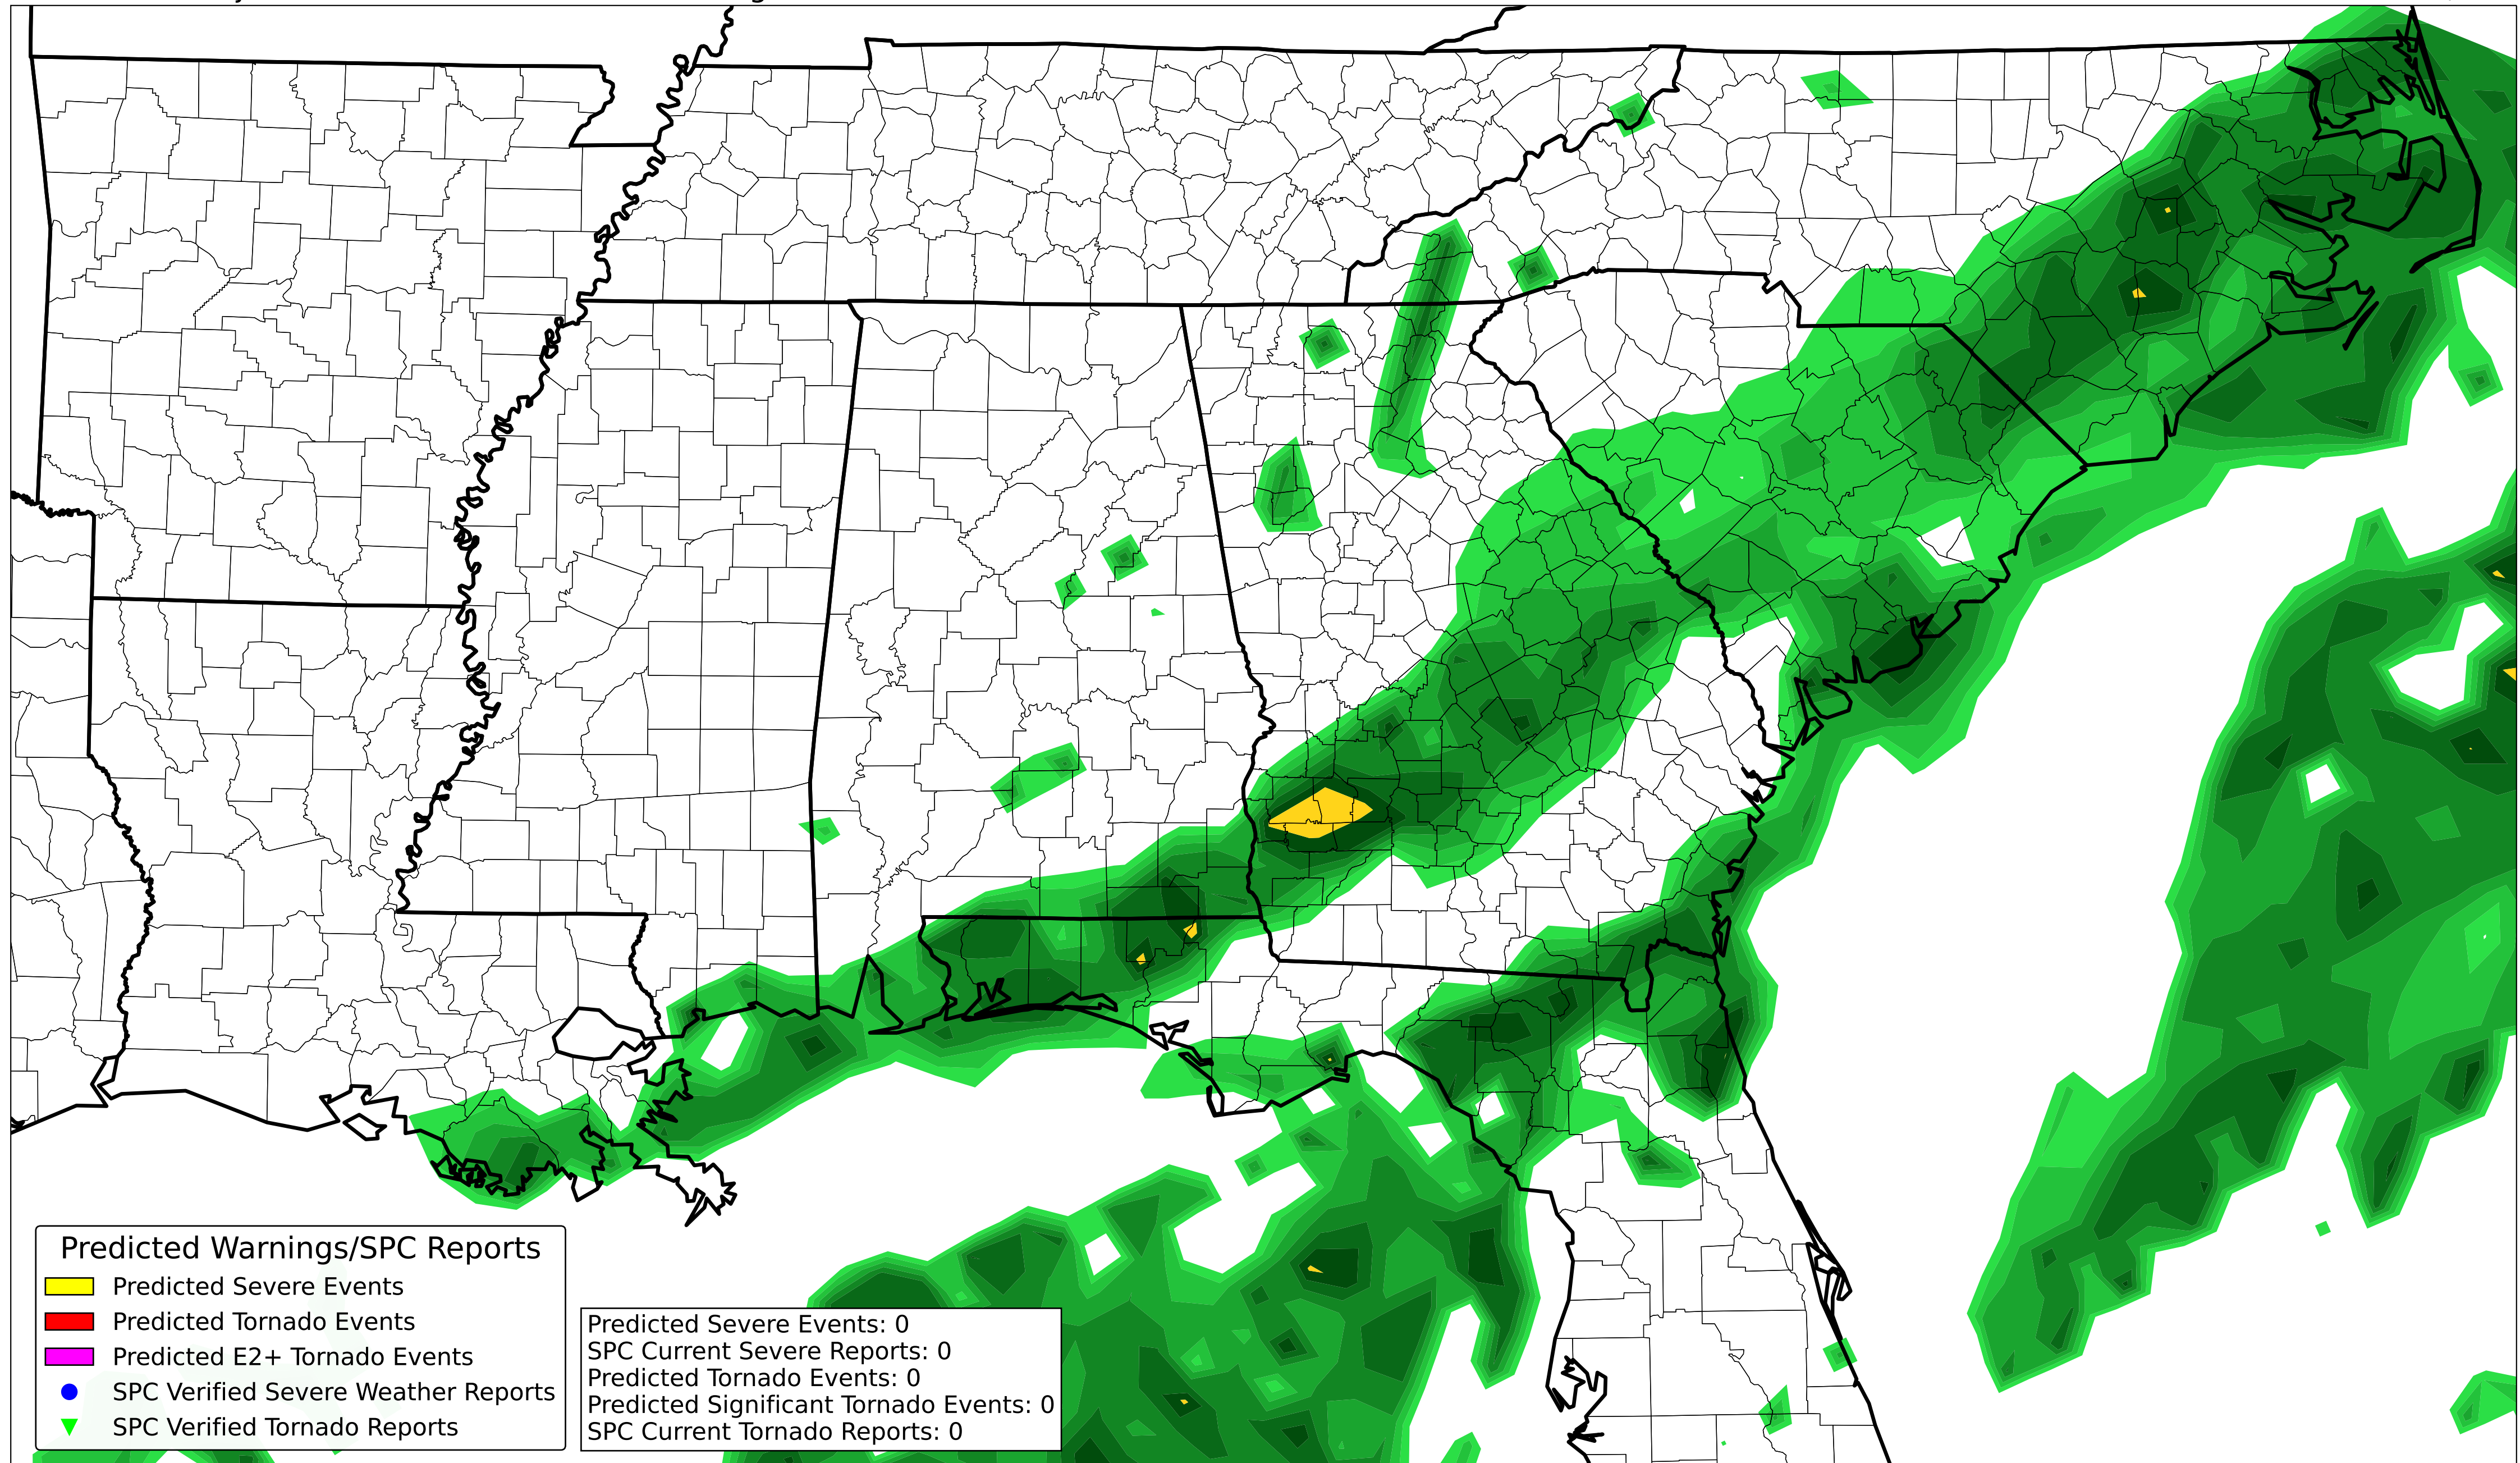 Predicted Warnings/SPC Reports
Predicted Severe Events
Predicted Tornado Events
Predicted E2+ Tornado Events
SPC Verified Severe Weather Reports
SPC Verified Tornado Reports
Predicted Severe Events: 0
SPC Current Severe Reports: 0
Predicted Tornado Events: 0
Predicted Significant Tornado Events: 0
SPC Current Tornado Reports: 0